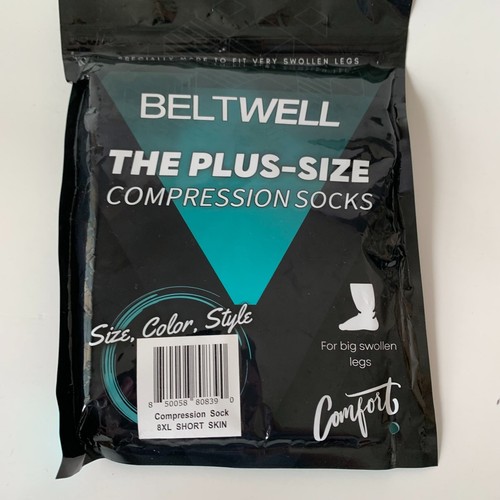 SPECIALLY MADE TO FIT VERY SWOLLEN LEGS
BELTWELL
THE PLUS-SIZE
COMPRESSION SOCKS
Size, Color, Style
For big swollen
legs
8 50058 80839 0
Compression Sock
8XL SHORT SKIN
Comfort